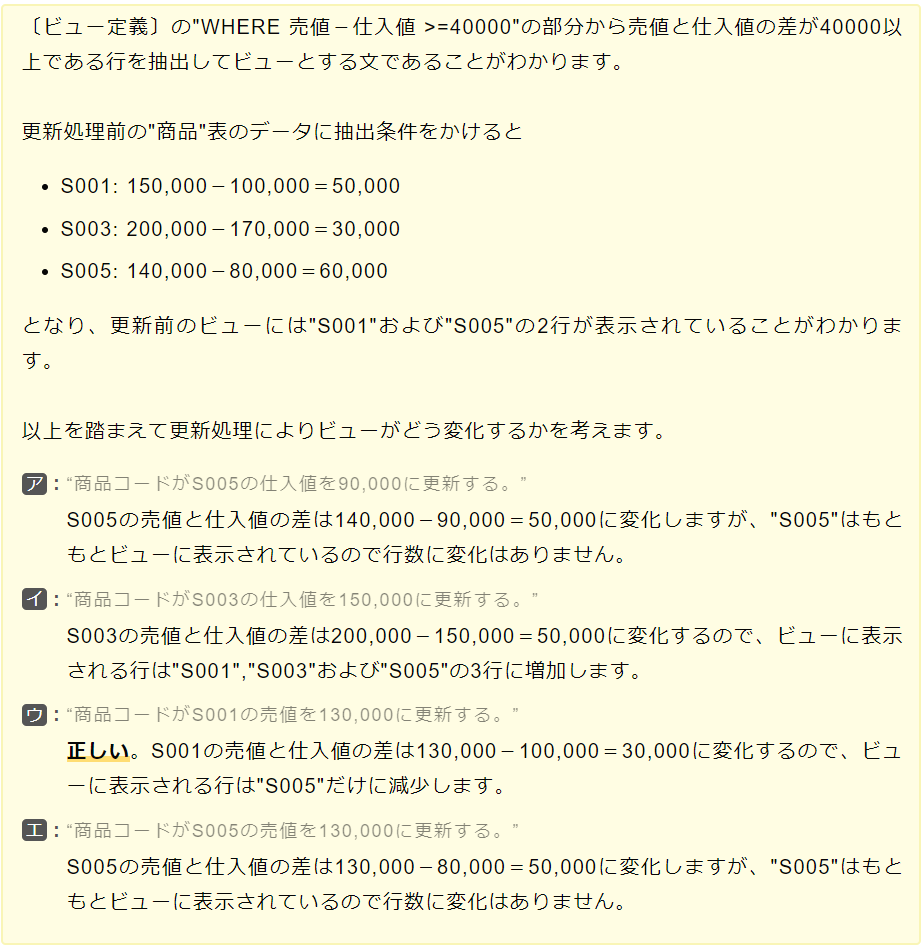 〔ビュー定義〕の"WHERE 売値－仕入値 >=40000"の部分から売値と仕入値の差が40000以
上である行を抽出してビューとする文であることがわかります。
更新処理前の"商品"表のデータに抽出条件をかけると
• S001: 150,000－100,000＝50,000
• S003: 200,000－170,000＝30,000
• S005: 140,000－80,000＝60,000
となり、更新前のビューには"S001"および"S005"の2行が表示されていることがわかりま
す。
以上を踏まえて更新処理によりビューがどう変化するかを考えます。
ア：“商品コードがS005の仕入値を90,000に更新する。”
S005の売値と仕入値の差は140,000－90,000＝50,000に変化しますが、"S005"はもと
もとビューに表示されているので行数に変化はありません。
イ：“商品コードがS003の仕入値を150,000に更新する。”
S003の売値と仕入値の差は200,000－150,000＝50,000に変化するので、ビューに表示
される行は"S001","S003"および"S005"の3行に増加します。
ウ：“商品コードがS001の売値を130,000に更新する。”
正しい。S001の売値と仕入値の差は130,000－100,000＝30,000に変化するので、ビュ
ーに表示される行は"S005"だけに減少します。
エ：“商品コードがS005の売値を130,000に更新する。”
S005の売値と仕入値の差は130,000－80,000＝50,000に変化しますが、"S005"はもと
もとビューに表示されているので行数に変化はありません。